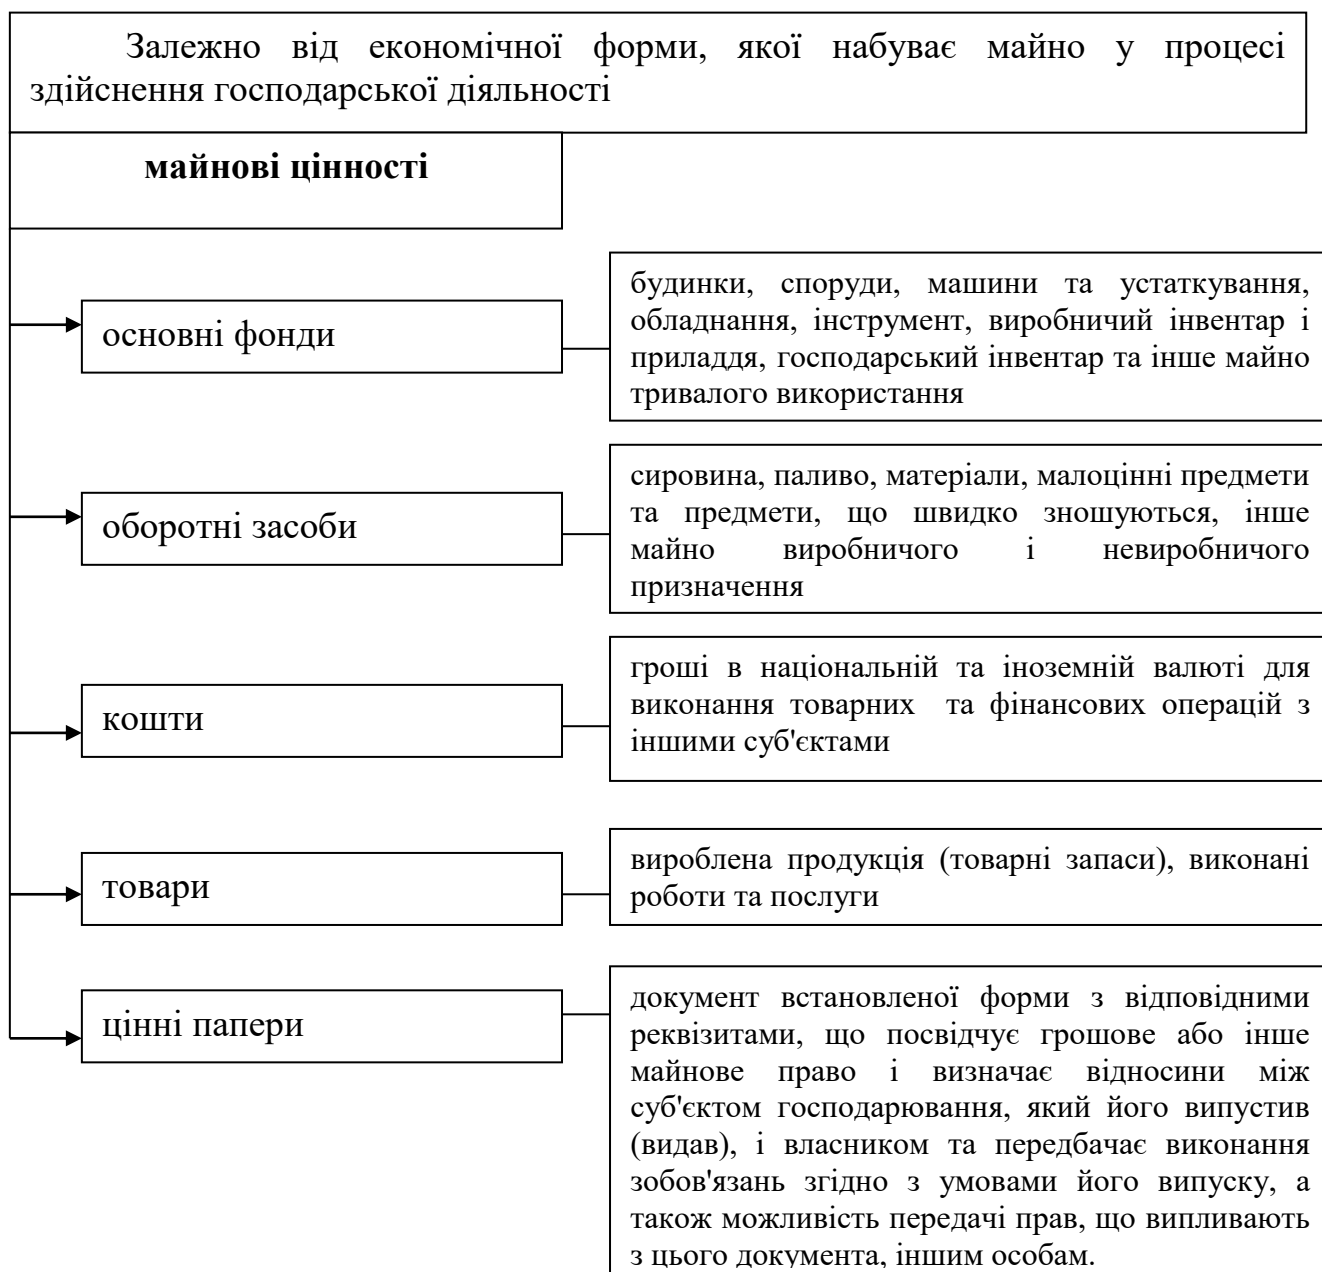 Залежно від економічної форми, якої набуває майно у процесі
здійснення господарської діяльності
майнові цінності
основні фонди
будинки, споруди, машини та устаткування,
обладнання, інструмент, виробничий інвентар і
приладдя, господарський інвентар та інше майно
тривалого використання
оборотні засоби
сировина, паливо, матеріали, малоцінні предмети
та предмети, що швидко зношуються, інше
майно виробничого і невиробничого
призначення
кошти
гроші в національній та іноземній валюті для
виконання товарних та фінансових операцій з
іншими суб'єктами
товари
вироблена продукція (товарні запаси), виконані
роботи та послуги
цінні папери
документ встановленої форми з відповідними
реквізитами, що посвідчує грошове або інше
майнове право і визначає відносини між
суб'єктом господарювання, який його випустив
(видав), і власником та передбачає виконання
зобов'язань згідно з умовами його випуску, а
також можливість передачі прав, що випливають
з цього документа, іншим особам.